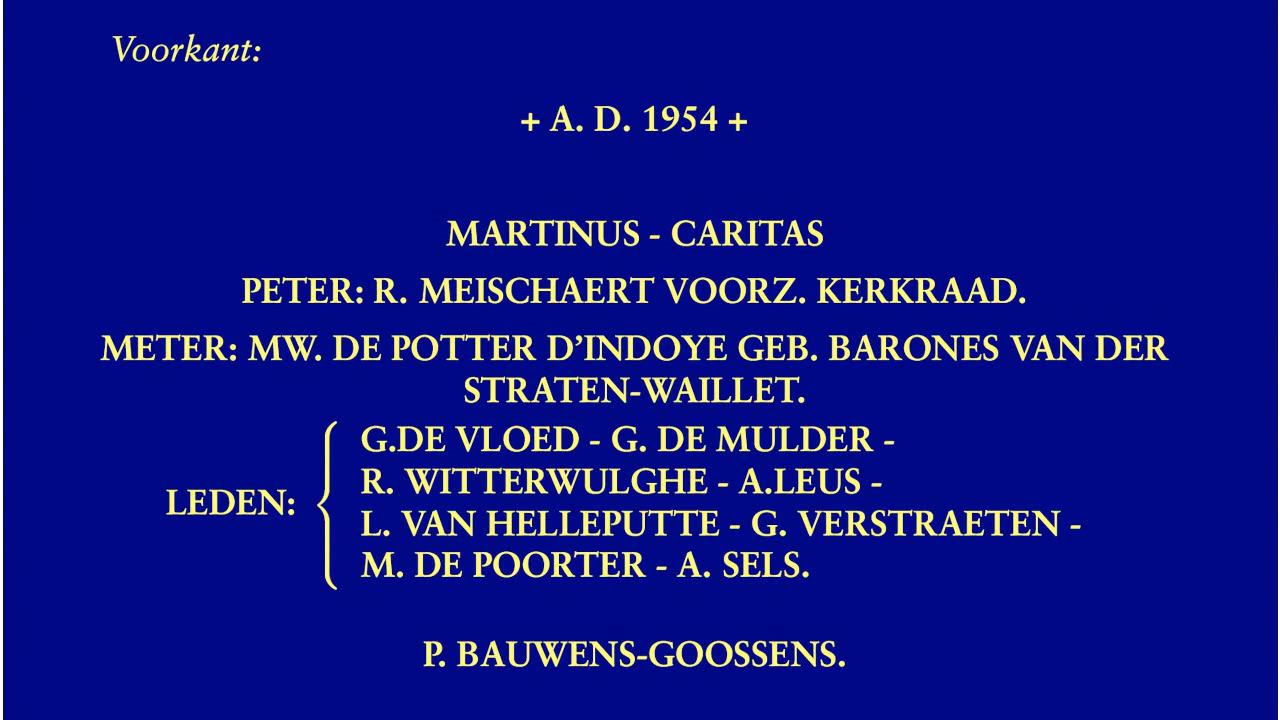 Voorkant:
+ A. D. 1954 +
MARTINUS - CARITAS
PETER: R. MEISCHAERT VOORZ. KERKRAAD.
METER: MW. DE POTTER D’INDOYE GEB. BARONES VAN DER
STRATEN-WAILLET.
LEDEN:
G.DE VLOED - G. DE MULDER -
R. WITTERWULGHE - A.LEUS -
L. VAN HELLEPUTTE - G. VERSTRAETEN -
M. DE POORTER - A. SELS.
P. BAUWENS-GOOSSENS.